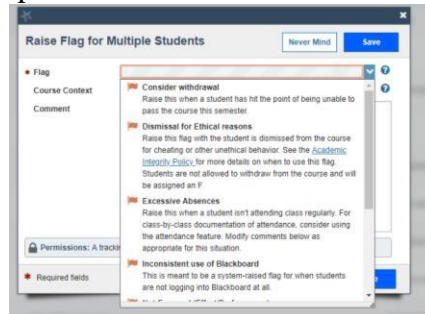 Raise Flag for Multiple Students
Never Mind
Save
* Flag
Course Context
Comment
Consider withdrawal
Raise this when a student has hit the point of being unable to
pass the course this semester.
Dismissal for Ethical reasons
Raise this flag with the student is dismissed from the course
for cheating or other unethical behavior. See the Academic
Integrity Policy for more details on when to use this flag.
Students are not allowed to withdraw from the course and will
be assigned an F.
Excessive Absences
Raise this when a student isn't attending class regularly. For
class-by-class documentation of attendance, consider using
the attendance feature. Modify comments below as
appropriate for this situation.
Inconsistent use of Blackboard
This is meant to be a system-raised flag for when students
are not logging into Blackboard at all.
Permissions: A trackin
* Required fields